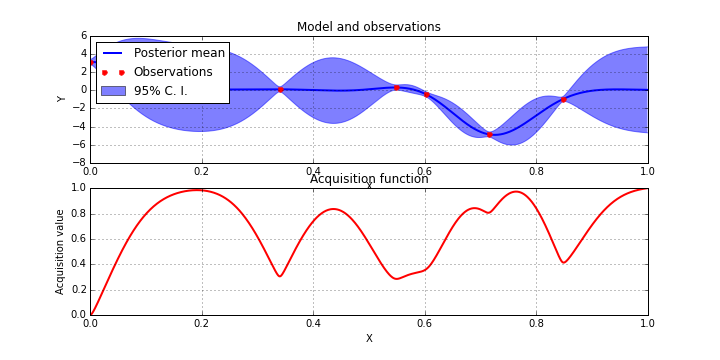 Model and observations
6
4
2
0
−2
−4
−6
−8
Y
Posterior mean
Observations
95% C. I.
0.0 0.2 0.4 0.6 0.8 1.0
X
Acquisition function
1.0
0.8
0.6
0.4
0.2
0.0
Acquisition value
0.0 0.2 0.4 0.6 0.8 1.0
X